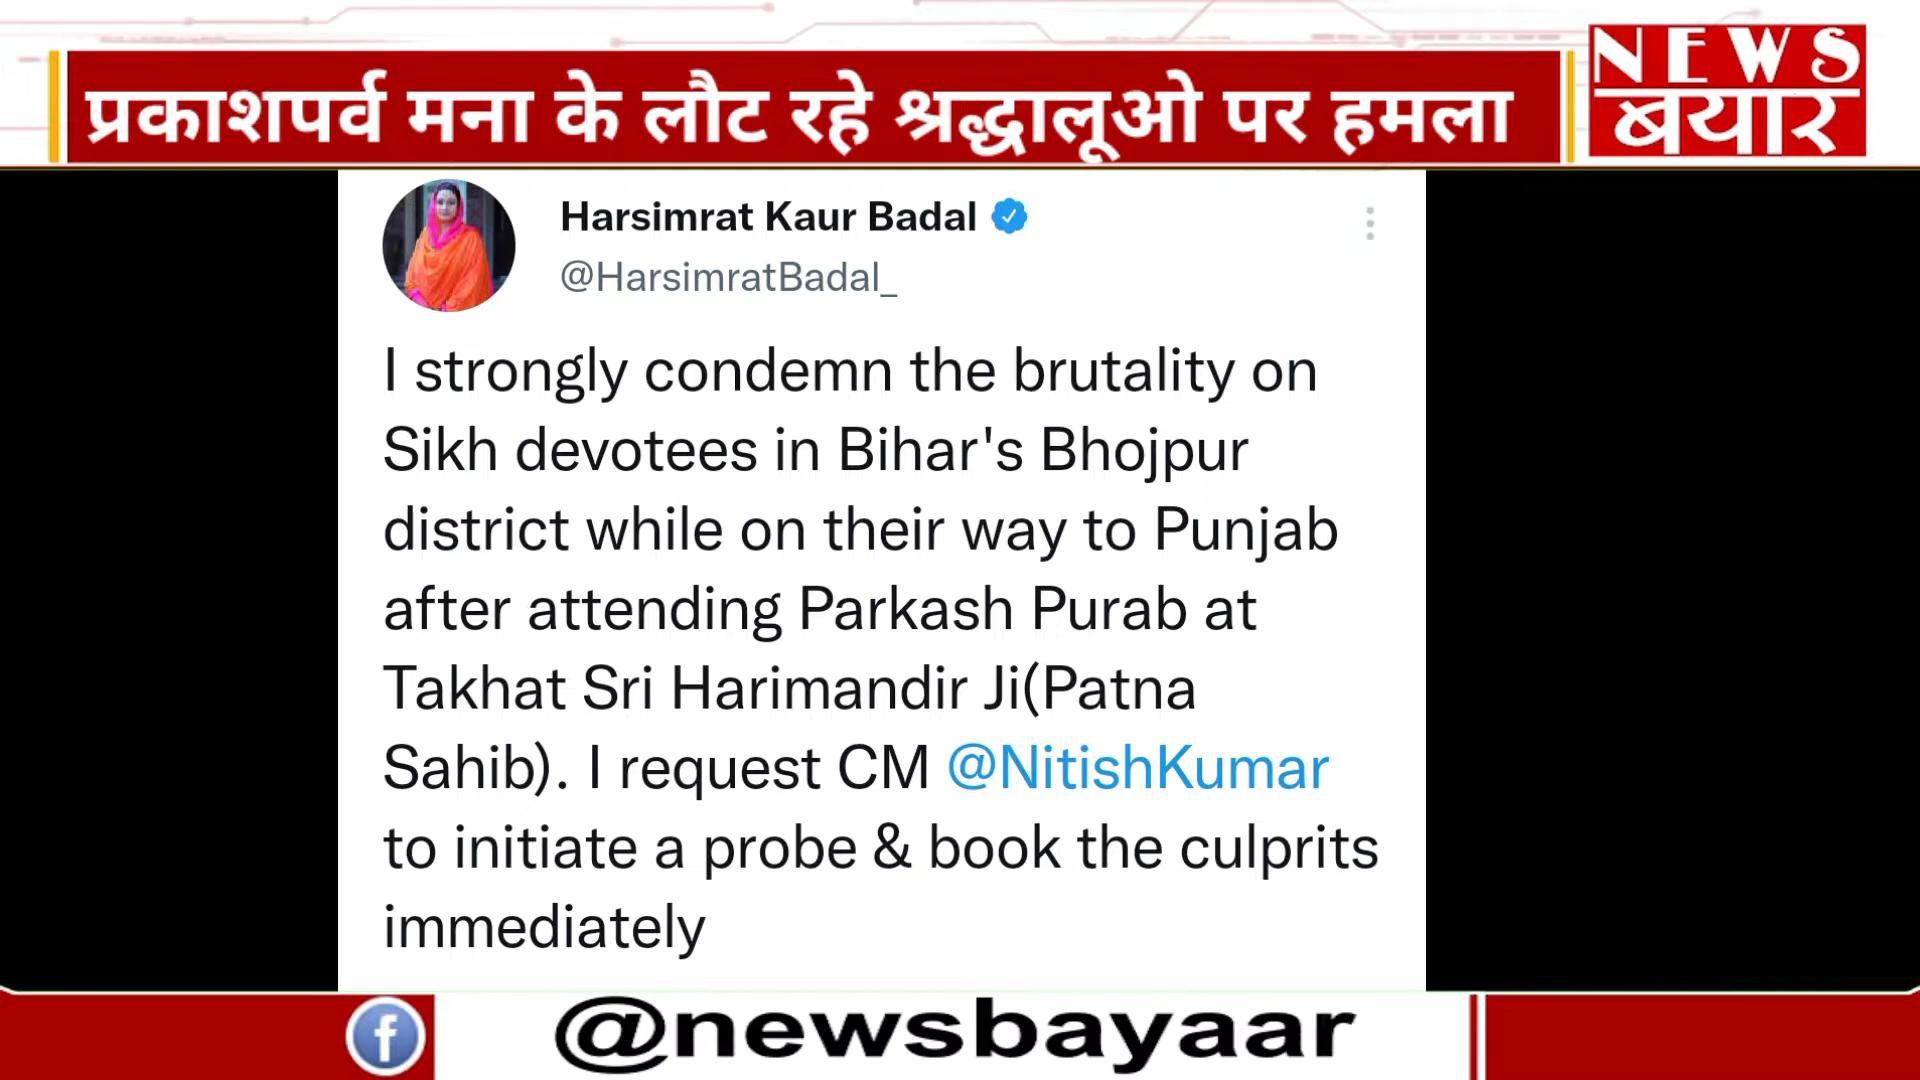 प्रकाशपर्व मना के लौट रहे श्रद्धालूओ पर हमला
NEWS
बयार
Harsimrat Kaur Badal
@HarsimratBadal_
I strongly condemn the brutality on
Sikh devotees in Bihar's Bhojpur
district while on their way to Punjab
after attending Parkash Purab at
Takhat Sri Harimandir Ji(Patna
Sahib). I request CM @NitishKumar
to initiate a probe & book the culprits
immediately
f
@newsbayaar